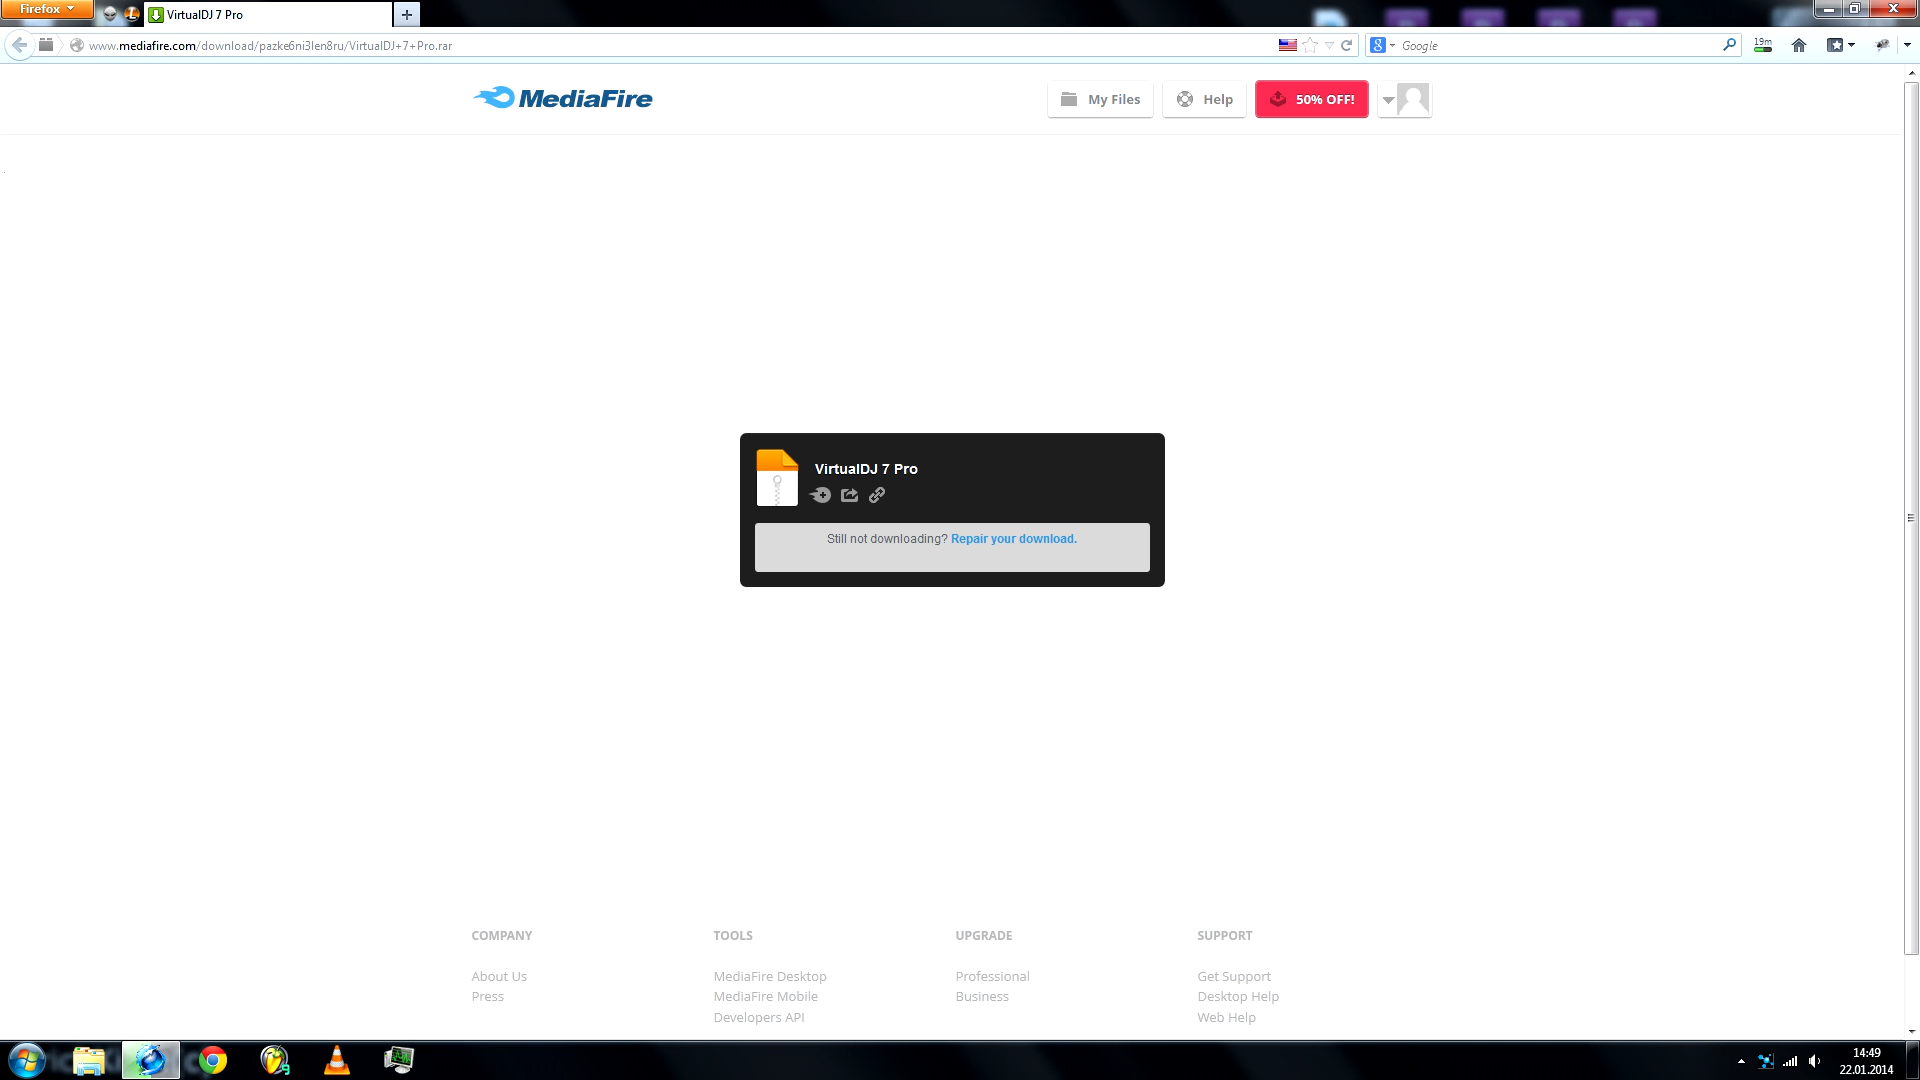 Firefox
VirtualDJ 7 Pro
www.mediafire.com/download/pazke6ni3len8ru/VirtualDJ+7+Pro.rar
Google
19m
MediaFire
My Files
Help
50% OFF!
VirtualDJ 7 Pro
Still not downloading? Repair your download.
COMPANY
About Us
Press
TOOLS
MediaFire Desktop
MediaFire Mobile
Developers API
UPGRADE
Professional
Business
SUPPORT
Get Support
Desktop Help
Web Help
14:49
22.01.2014